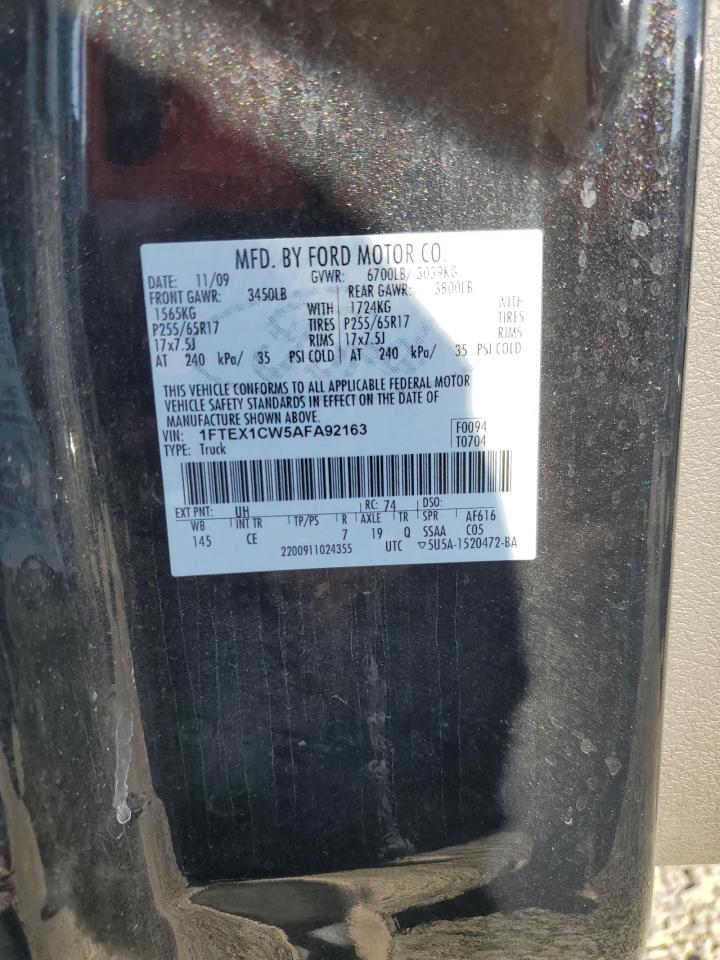 MFD. BY FORD MOTOR CO.
DATE: 11/09 GVWR: 6700LB/ 3039KG
FRONT GAWR: 3450LB REAR GAWR: 3800LB
1565KG WITH 1724KG WITH
P255/65R17 TIRES P255/65R17 TIRES
17x7.5J RIMS 17x7.5J RIMS
AT 240 kPa/ 35 PSI COLD AT 240 kPa/ 35 PSI COLD
THIS VEHICLE CONFORMS TO ALL APPLICABLE FEDERAL MOTOR
VEHICLE SAFETY STANDARDS IN EFFECT ON THE DATE OF
MANUFACTURE SHOWN ABOVE.
VIN: 1FTEX1CW5AFA92163 F0094
TYPE: Truck T0704
EXT PNT: UH RC: 74 DSO:
WB INT TR TP/PS R AXLE TR SPR AF616
145 CE 7 19 Q SSAA C05
2200911024355 UTC ▽5U5A-1520472-BA